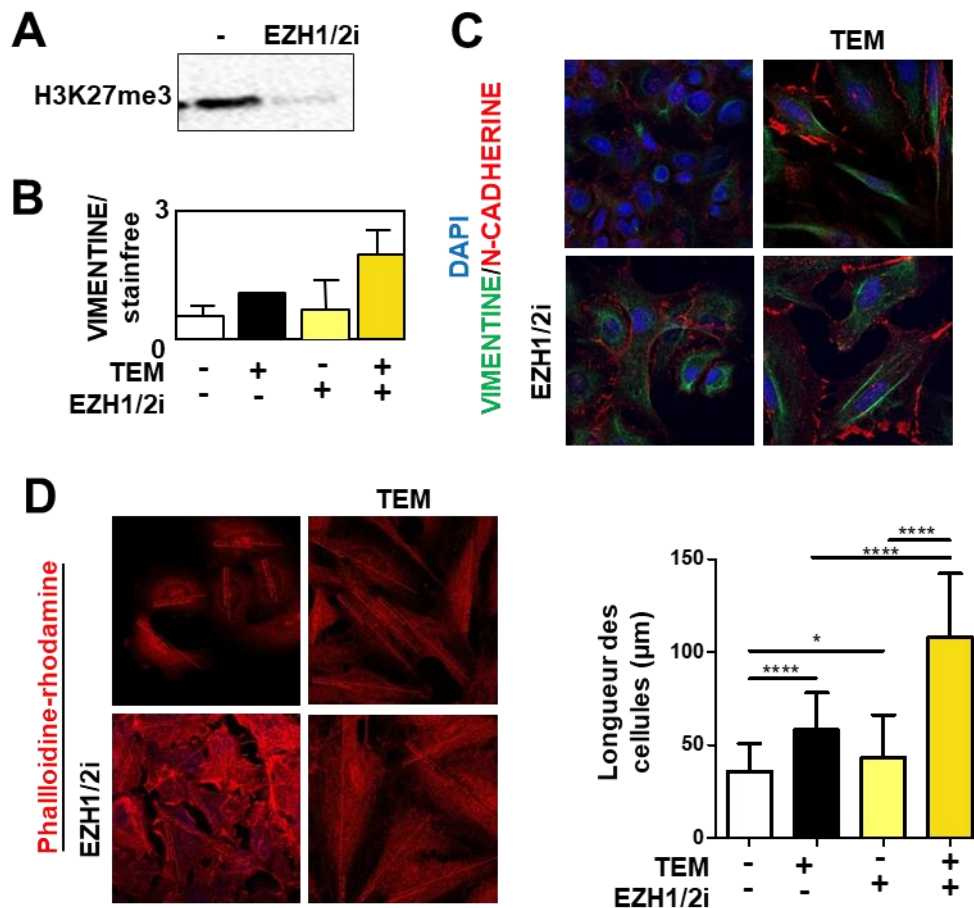 A
- EZH1/2i
H3K27me3
B
VIMENTINE/
stainfree
3
0
TEM - + - +
EZH1/2i - - + +
C
TEM
DAPI
VIMENTINE/N-CADHERINE
EZH1/2i
D
TEM
Phallloidine-rhodamine
EZH1/2i
Longueur des
cellules (µm)
150
100
50
0
****
****
*
****
TEM - + - +
EZH1/2i - - + +